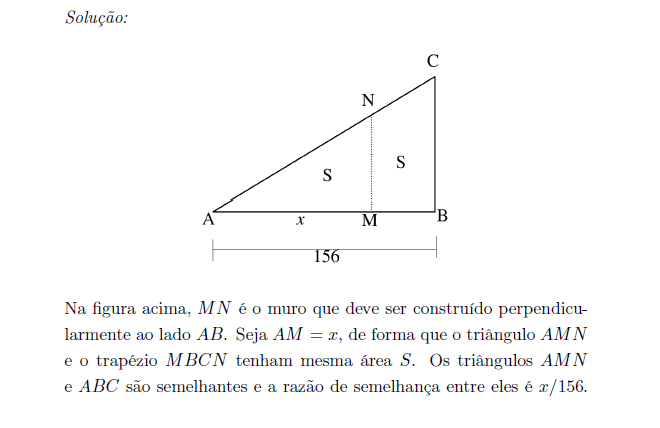 Solução:
C
N
S
S
A
x
M
B
156
Na figura acima, MN é o muro que deve ser construído perpendicu-
larmente ao lado AB. Seja AM = x, de forma que o triângulo AMN
e o trapézio MBCN tenham mesma área S. Os triângulos AMN
e ABC são semelhantes e a razão de semelhança entre eles é x/156.